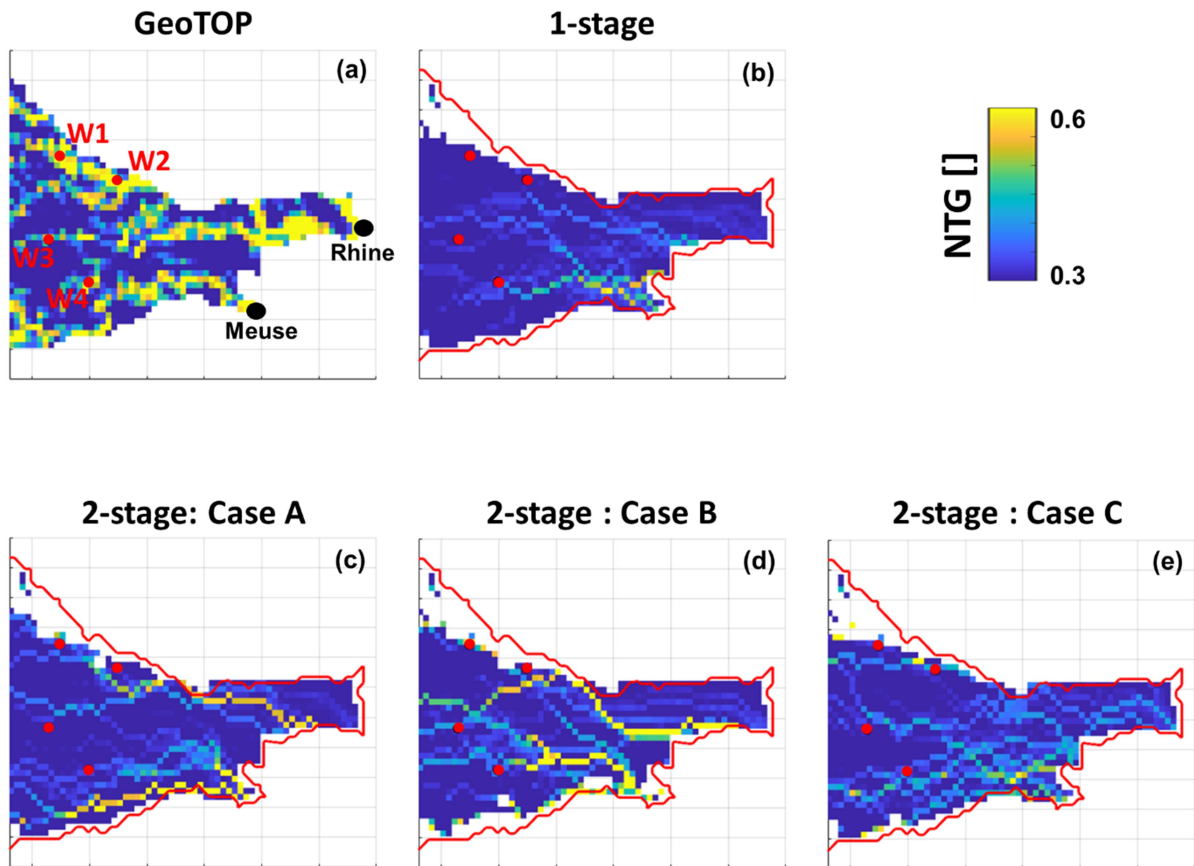 GeoTOP
1-stage
(a)
(b)
W1
W2
W3
W4
Rhine
Meuse
NTG []
0.6
0.3
2-stage: Case A
2-stage : Case B
2-stage : Case C
(c)
(d)
(e)